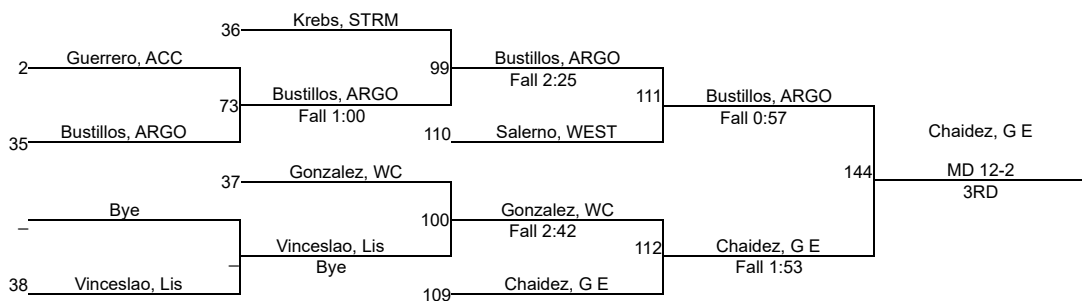 36 Krebs, STRM
2 Guerrero, ACC
99 Bustillos, ARGO
Fall 2:25
73 Bustillos, ARGO
Fall 1:00
111 Bustillos, ARGO
Fall 0:57
35 Bustillos, ARGO
110 Salerno, WEST
Chaidez, G E
144 MD 12-2
3RD
37 Gonzalez, WC
_ Bye
100 Gonzalez, WC
Fall 2:42
_ Vinceslao, Lis
Bye
112 Chaidez, G E
Fall 1:53
38 Vinceslao, Lis
109 Chaidez, G E